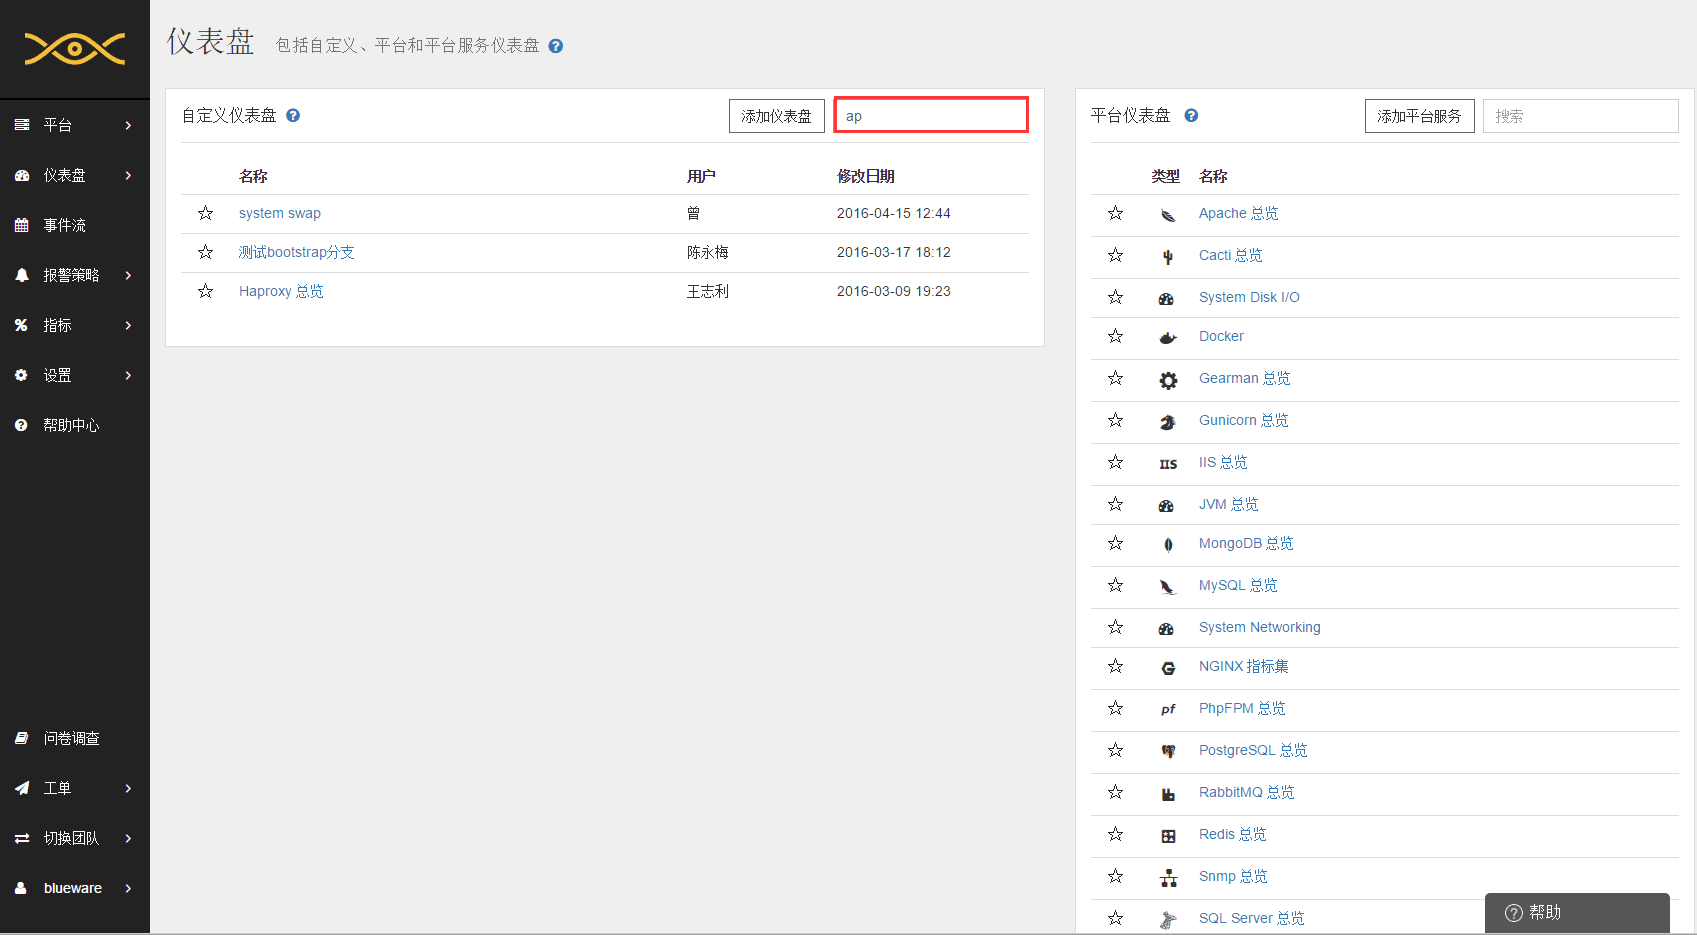 平台
仪表盘
事件流
报警策略
指标
设置
帮助中心
问卷调查
工单
切换团队
blueware
仪表盘 包括自定义、平台和平台服务仪表盘
自定义仪表盘 添加仪表盘 ap
名称 用户 修改日期
system swap 曾 2016-04-15 12:44
测试bootstrap分支 陈永梅 2016-03-17 18:12
Haproxy 总览 王志利 2016-03-09 19:23
平台仪表盘 添加平台服务 搜索
类型 名称
Apache 总览
Cacti 总览
System Disk I/O
Docker
Gearman 总览
Gunicorn 总览
IIS IIS 总览
JVM 总览
MongoDB 总览
MySQL 总览
System Networking
NGINX 指标集
pf PhpFPM 总览
PostgreSQL 总览
RabbitMQ 总览
Redis 总览
Snmp 总览
SQL Server 总览
帮助